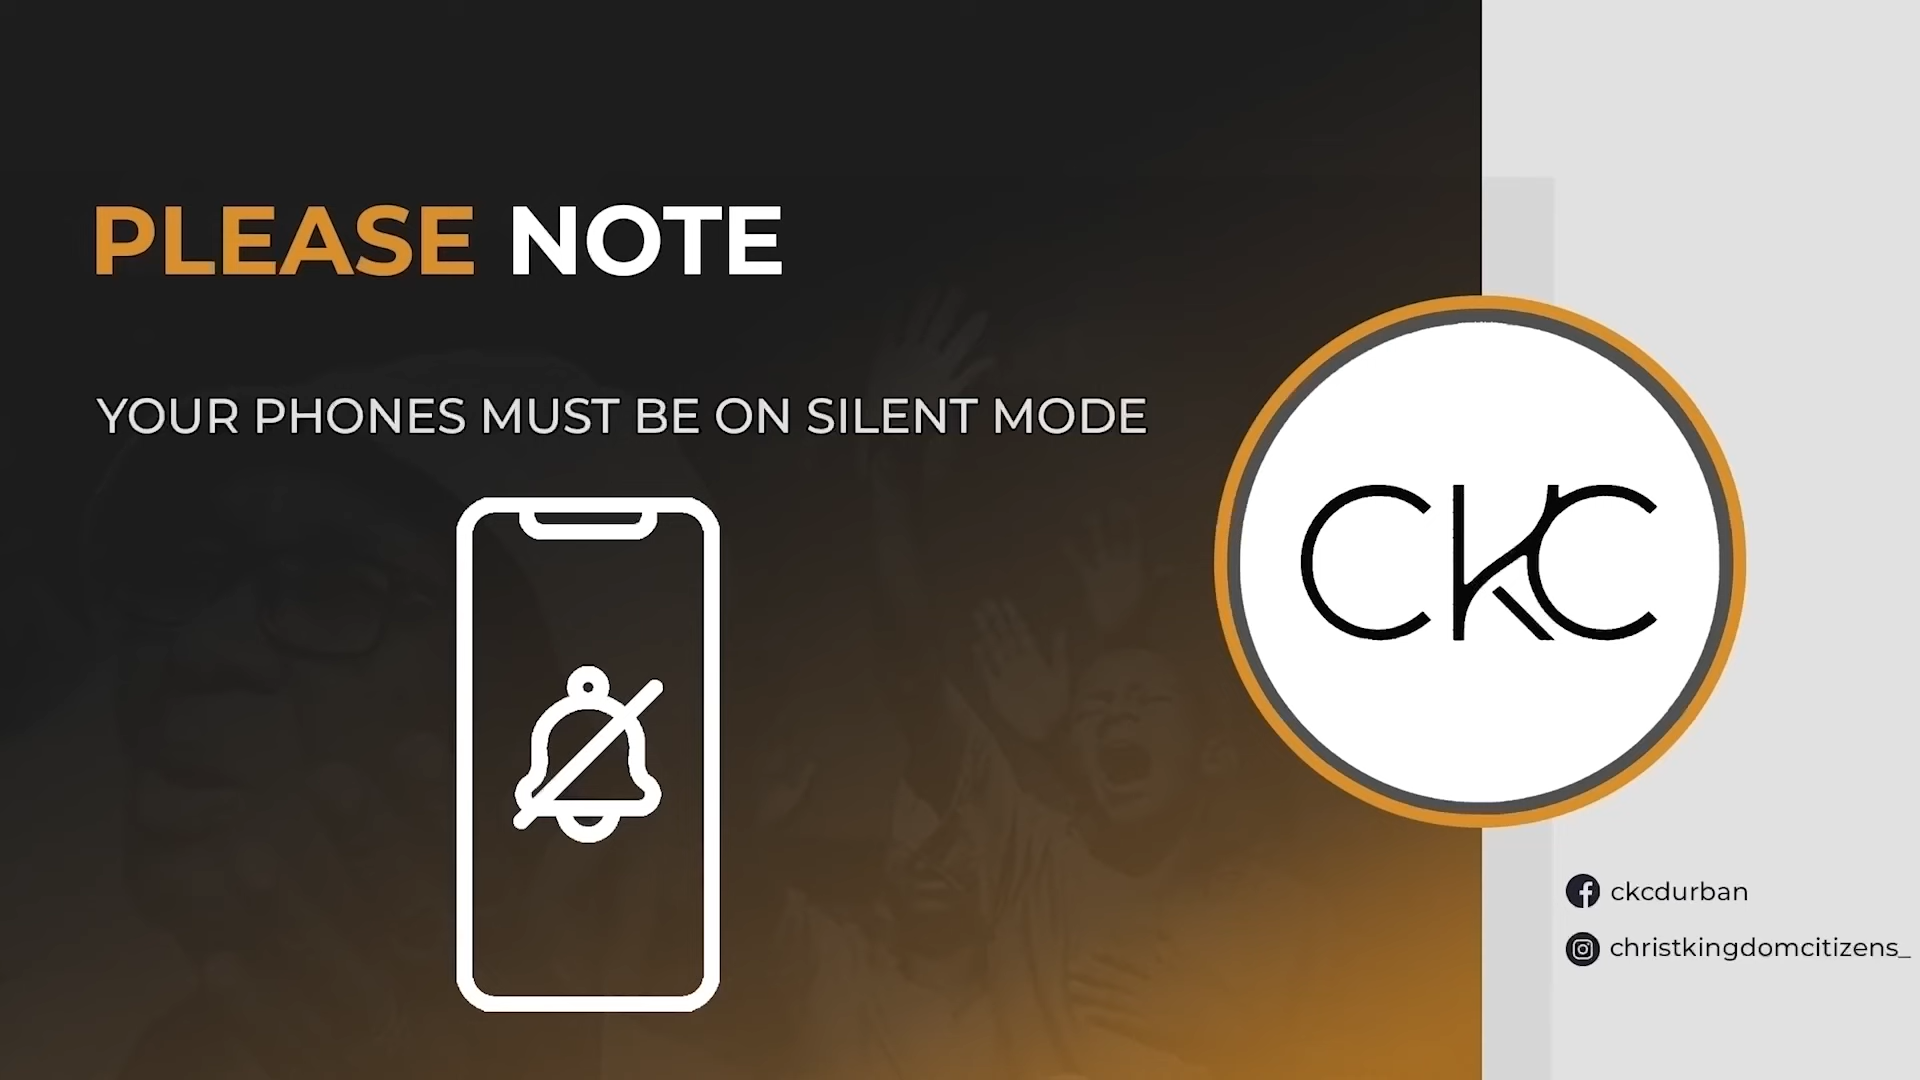 PLEASE NOTE
YOUR PHONES MUST BE ON SILENT MODE
CKC
ckcdurban
christkingdomcitizens_